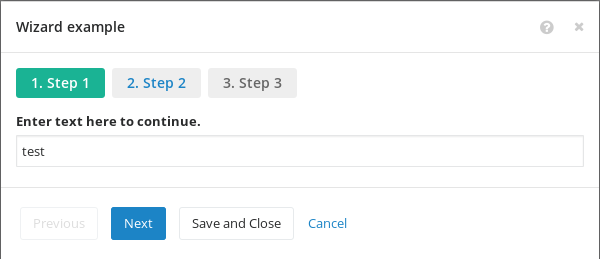 Wizard example
1. Step 1 2. Step 2 3. Step 3
Enter text here to continue.
test
Previous Next Save and Close Cancel